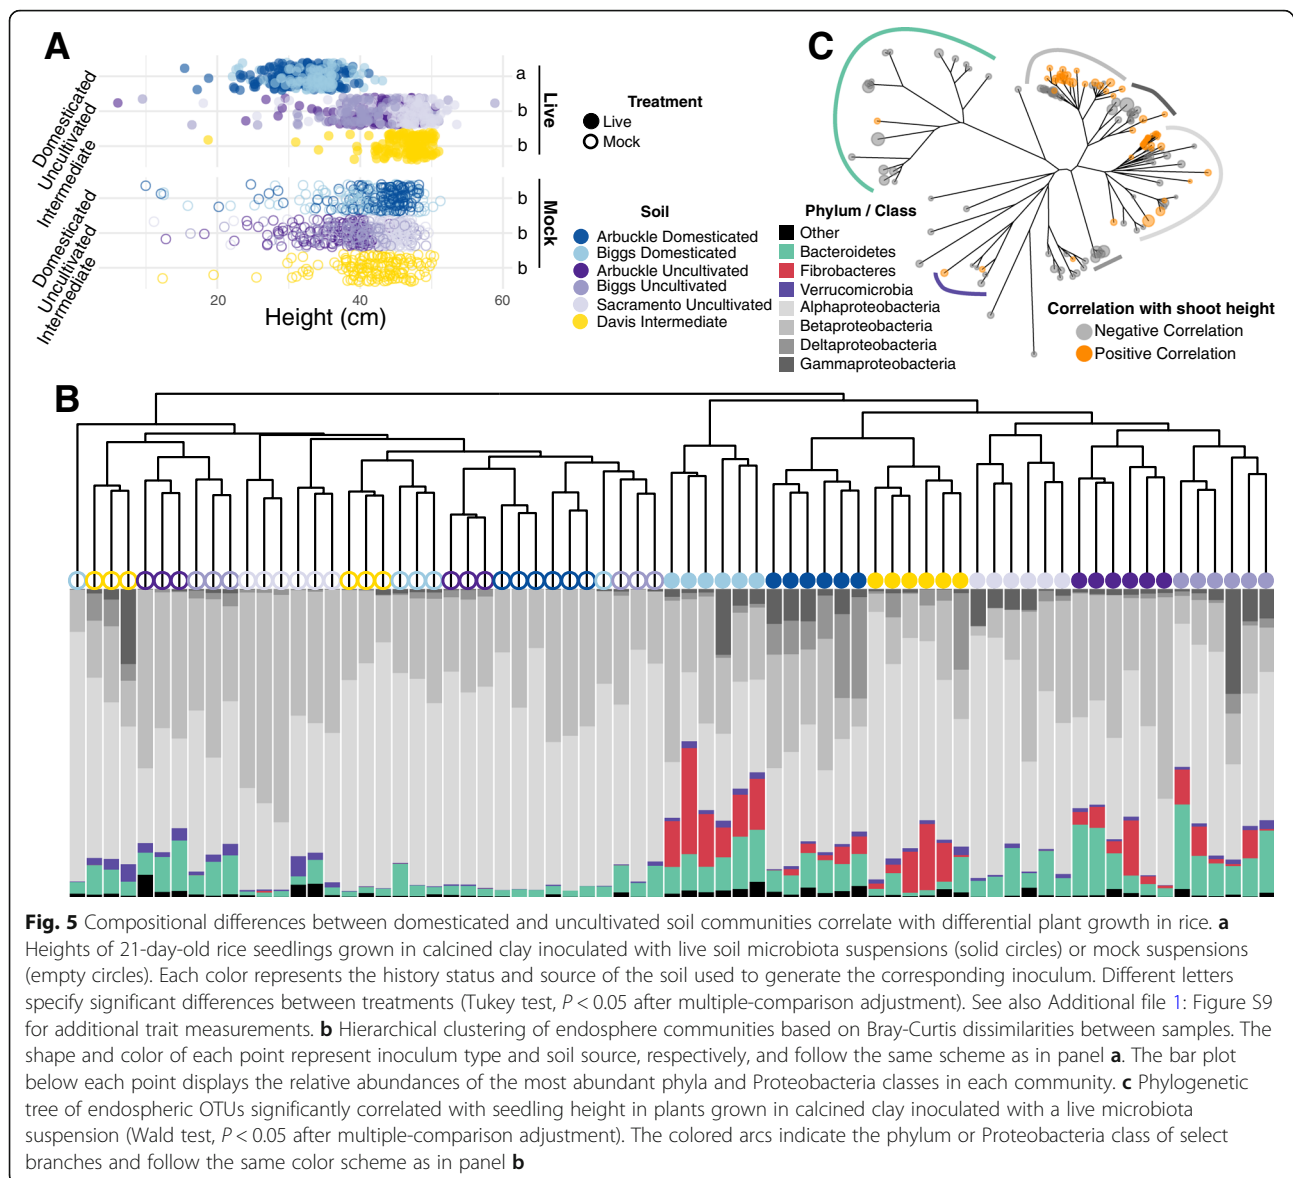 A
Domesticated
Uncultivated
Intermediate
a
b
b
Live
Domesticated
Uncultivated
Intermediate
b
b
b
Mock
20
40
60
Height (cm)
Treatment
Live
Mock
Soil
Arbuckle Domesticated
Biggs Domesticated
Arbuckle Uncultivated
Biggs Uncultivated
Sacramento Uncultivated
Davis Intermediate
C
Phylum / Class
Other
Bacteroidetes
Fibrobacteres
Verrucomicrobia
Alphaproteobacteria
Betaproteobacteria
Deltaproteobacteria
Gammaproteobacteria
Correlation with shoot height
Negative Correlation
Positive Correlation
B
Fig. 5 Compositional differences between domesticated and uncultivated soil communities correlate with differential plant growth in rice. a
Heights of 21-day-old rice seedlings grown in calcined clay inoculated with live soil microbiota suspensions (solid circles) or mock suspensions
(empty circles). Each color represents the history status and source of the soil used to generate the corresponding inoculum. Different letters
specify significant differences between treatments (Tukey test, P < 0.05 after multiple-comparison adjustment). See also Additional file 1: Figure S9
for additional trait measurements. b Hierarchical clustering of endosphere communities based on Bray-Curtis dissimilarities between samples. The
shape and color of each point represent inoculum type and soil source, respectively, and follow the same scheme as in panel a. The bar plot
below each point displays the relative abundances of the most abundant phyla and Proteobacteria classes in each community. c Phylogenetic
tree of endospheric OTUs significantly correlated with seedling height in plants grown in calcined clay inoculated with a live microbiota
suspension (Wald test, P < 0.05 after multiple-comparison adjustment). The colored arcs indicate the phylum or Proteobacteria class of select
branches and follow the same color scheme as in panel b